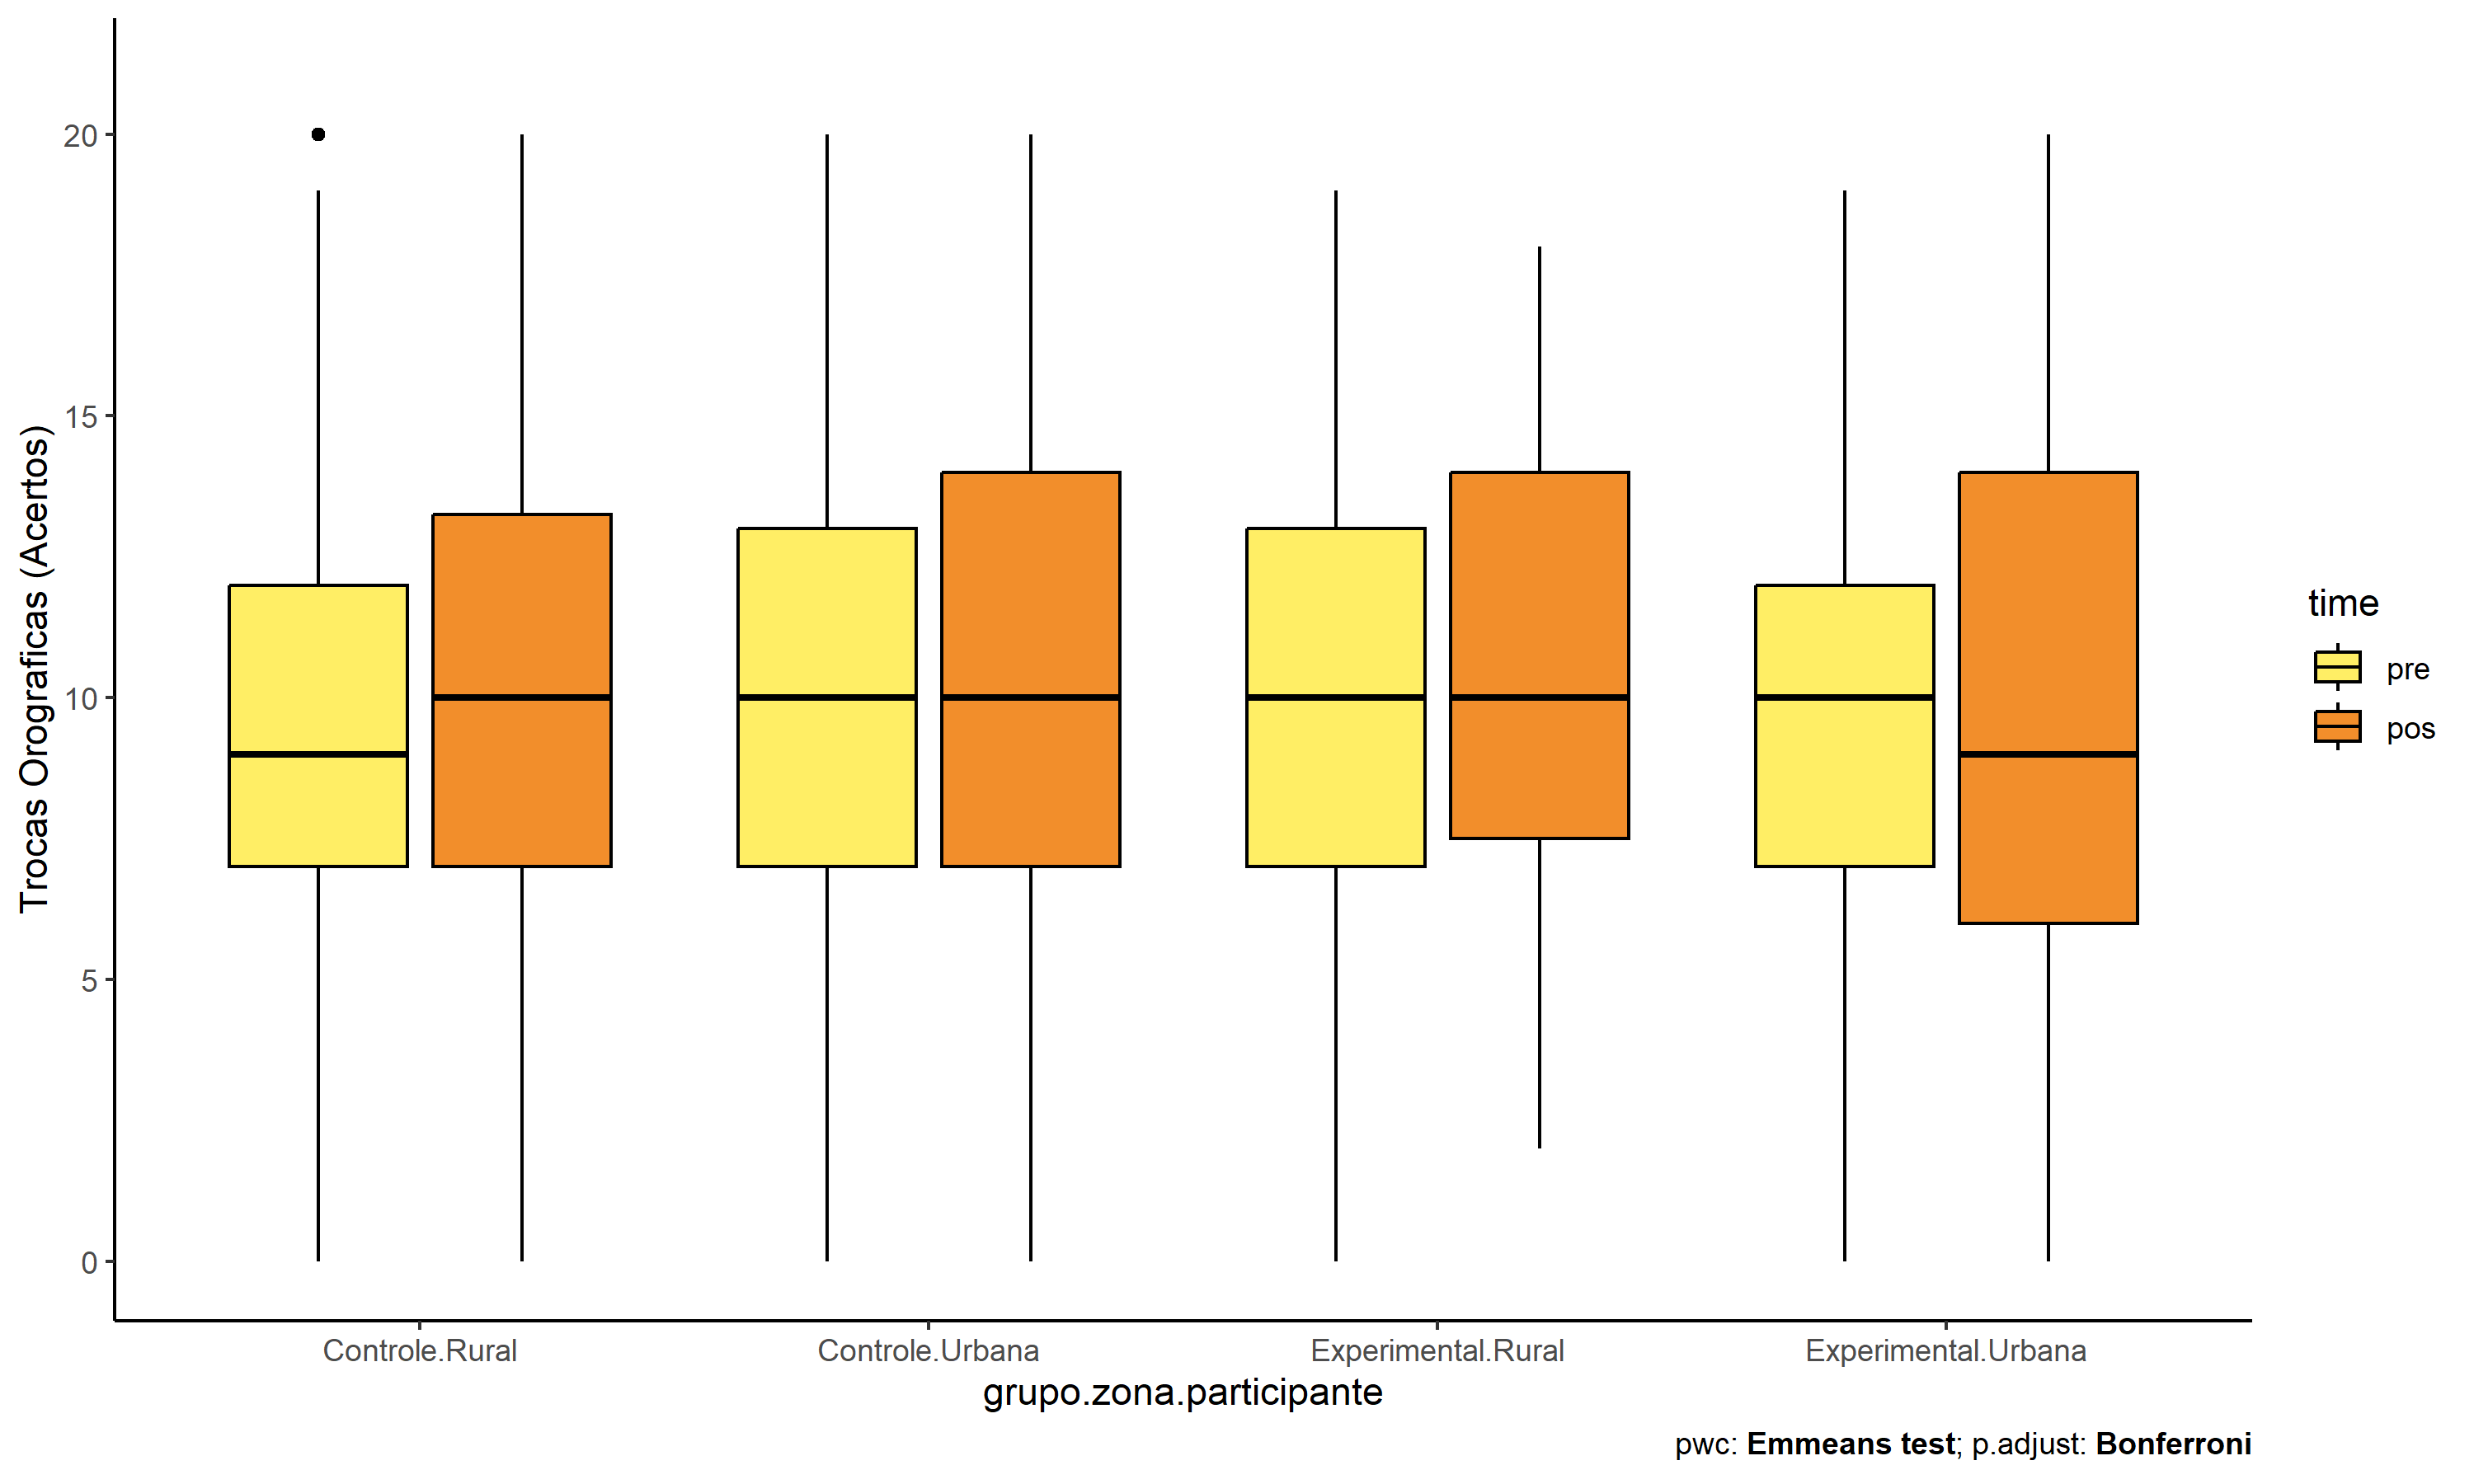 Trocas Orograficas (Acertos)
20
15
10
5
0
Controle.Rural
Controle.Urbana
Experimental.Rural
Experimental.Urbana
grupo.zona.participante
time
pre
pos
pwc: Emmeans test; p.adjust: Bonferroni